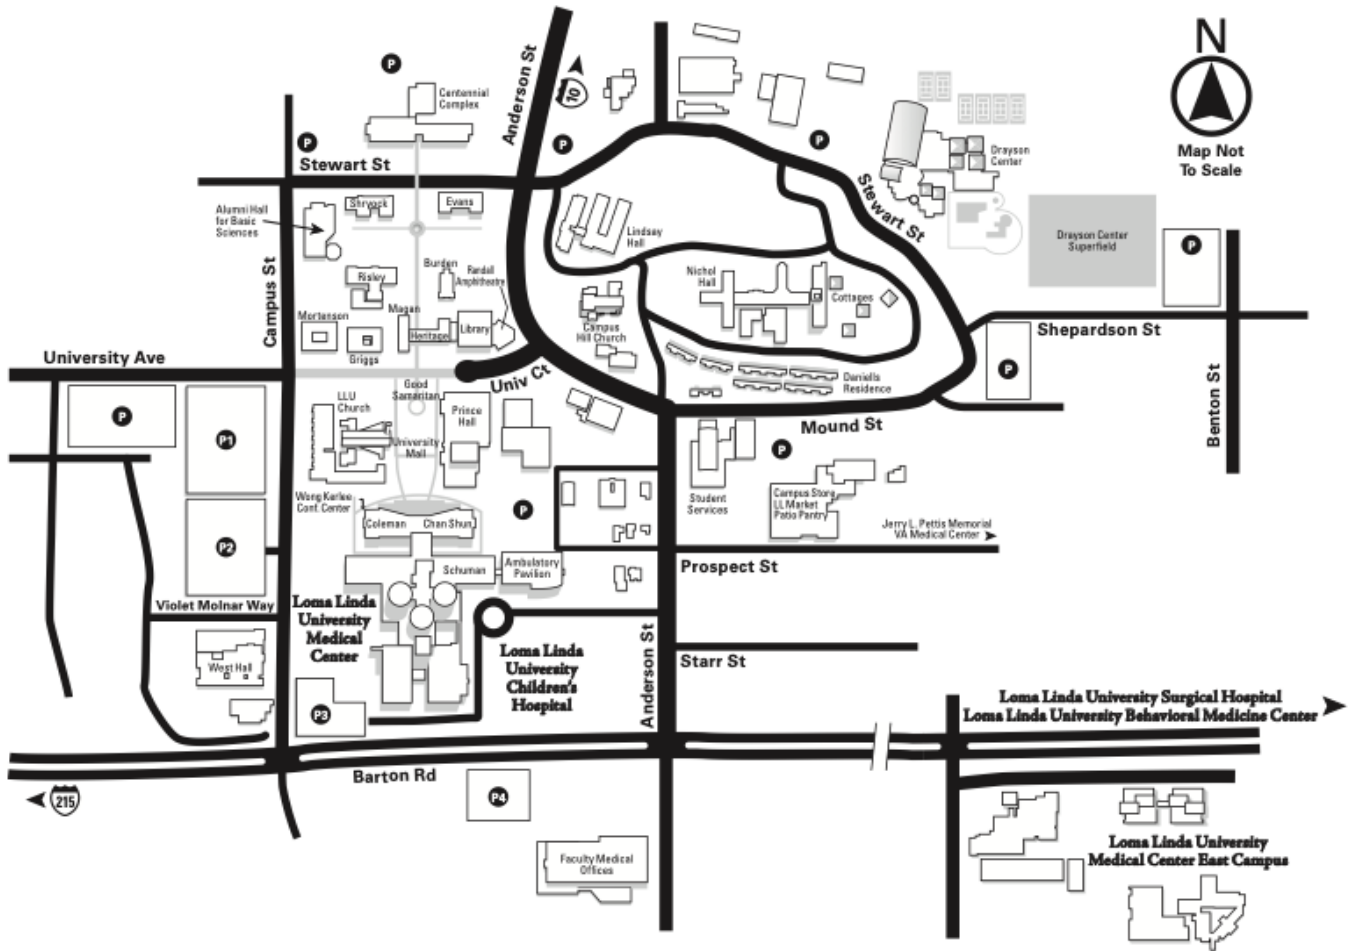 N
Map Not
To Scale
P
Centennial
Complex
Anderson St
10
P
P
P
Stewart St
Drayson
Center
Stewart St
Alumni Hall
for Basic
Sciences
Shryock
Evans
Lindsay
Hall
Drayson Center
Superfield
P
Campus St
Risley
Burden
Randall
Amphitheatre
Nichol
Hall
Cottages
Mortenson
Magan
Heritage
Library
Griggs
Campus
Hill Church
Shepardson St
University Ave
Univ Ct
Good
Samaritan
Daniells
Residence
P
Benton St
P
P1
LLU
Church
Prince
Hall
University
Mall
Mound St
P
Wong Kerlee
Conf. Center
Coleman
Chan Shun
P
Student
Services
Campus Store
LL Market
Patio Pantry
Jerry L. Pettis Memorial
VA Medical Center
P2
Schuman
Ambulatory
Pavilion
Prospect St
Violet Molnar Way
Loma Linda
University
Medical
Center
Loma Linda
University
Children's
Hospital
Anderson St
Starr St
West Hall
P3
Loma Linda University Surgical Hospital
Loma Linda University Behavioral Medicine Center
Barton Rd
215
P4
Faculty Medical
Offices
Loma Linda University
Medical Center East Campus